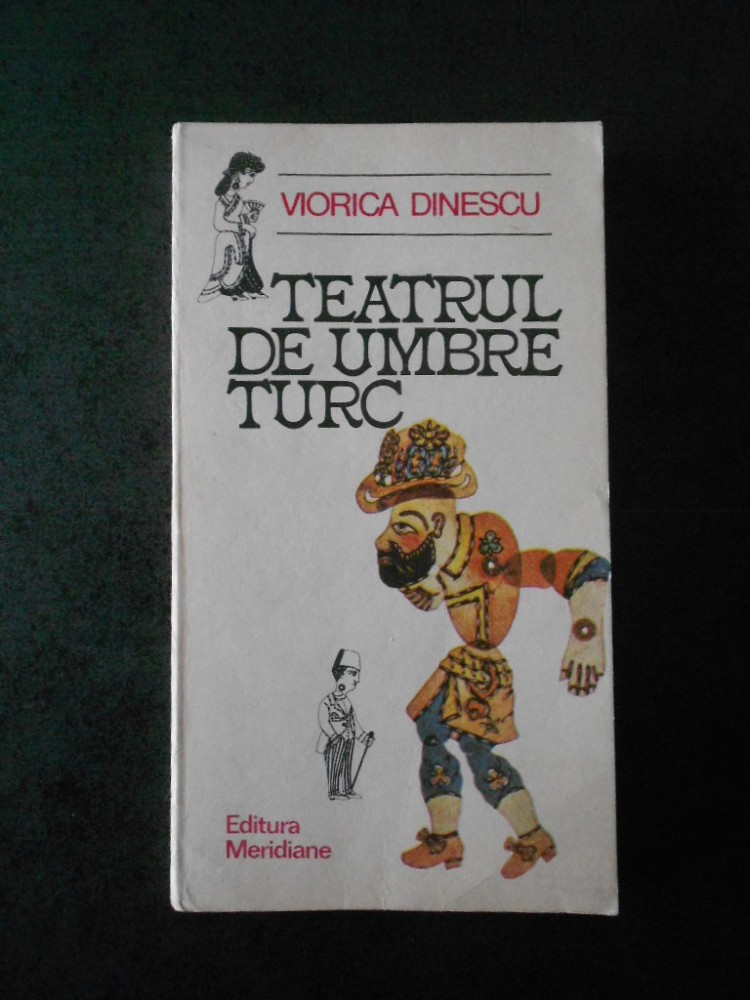 VIORICA DINESCU
TEATRUL
DE UMBRE
TURC
Editura
Meridiane